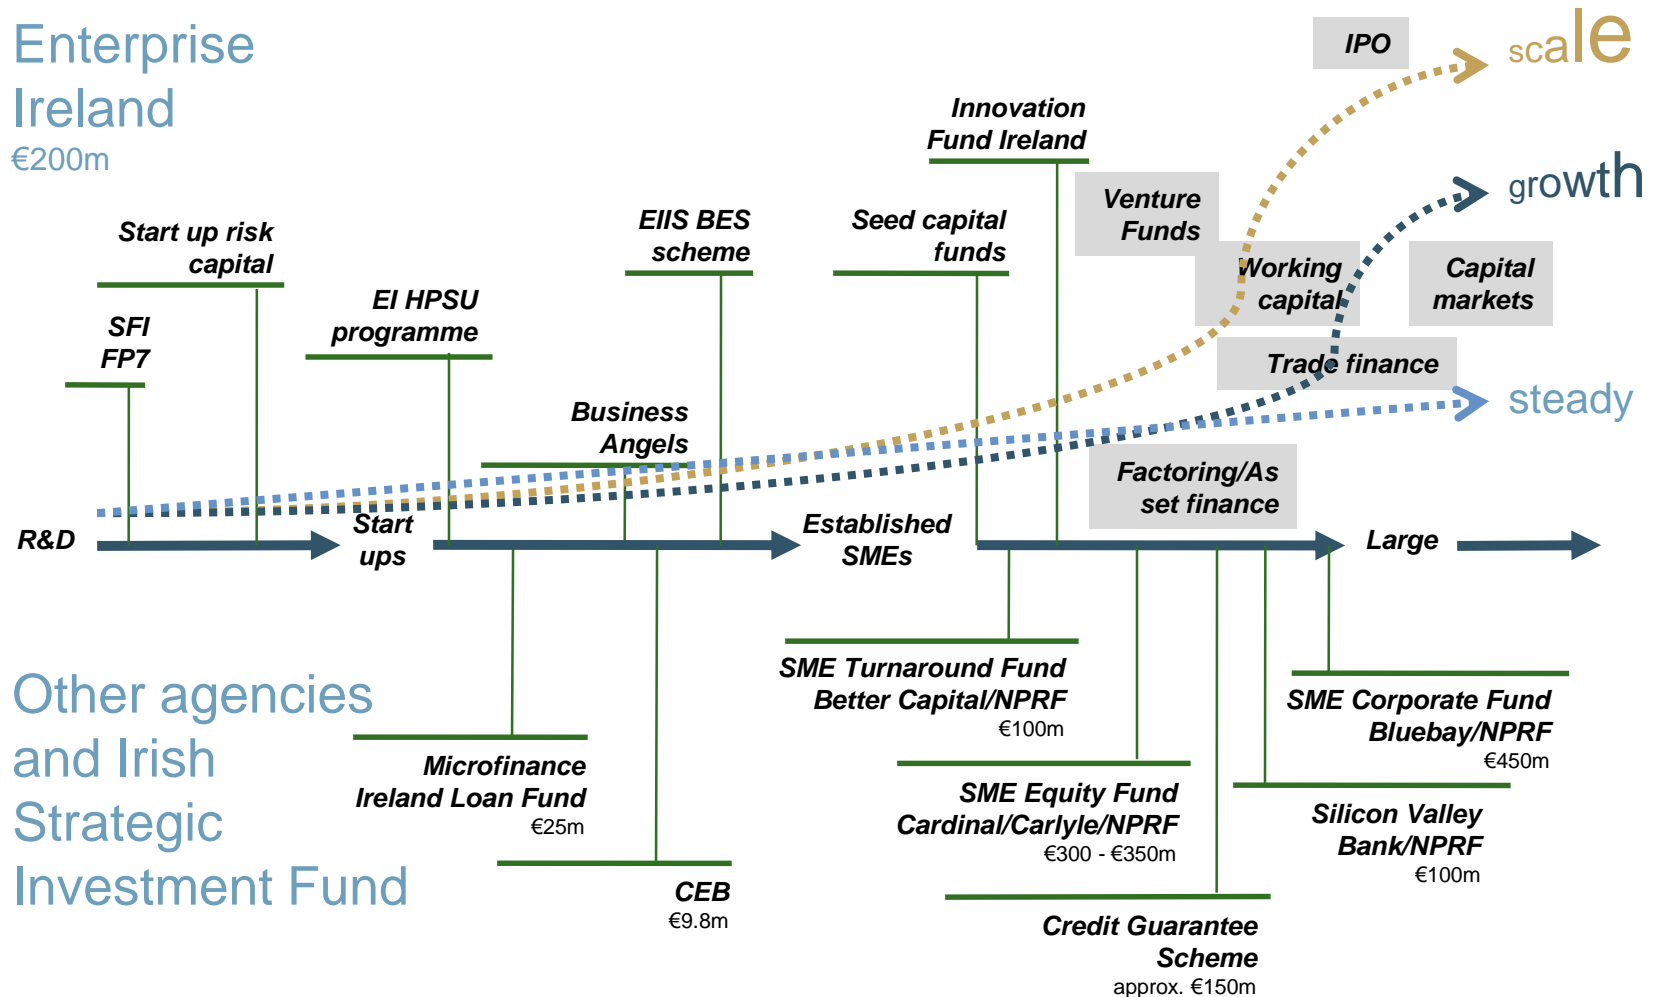 Enterprise
Ireland
€200m
IPO
scale
Innovation
Fund Ireland
growth
Venture
Funds
Start up risk
capital
EIIS BES
scheme
Seed capital
funds
Working
capital
Capital
markets
EI HPSU
programme
SFI
FP7
Trade finance
steady
Business
Angels
Factoring/As
set finance
R&D
Start
ups
Established
SMEs
Large
Other agencies
and Irish
Strategic
Investment Fund
SME Turnaround Fund
Better Capital/NPRF
€100m
SME Corporate Fund
Bluebay/NPRF
€450m
Microfinance
Ireland Loan Fund
€25m
SME Equity Fund
Cardinal/Carlyle/NPRF
€300 - €350m
Silicon Valley
Bank/NPRF
€100m
CEB
€9.8m
Credit Guarantee
Scheme
approx. €150m